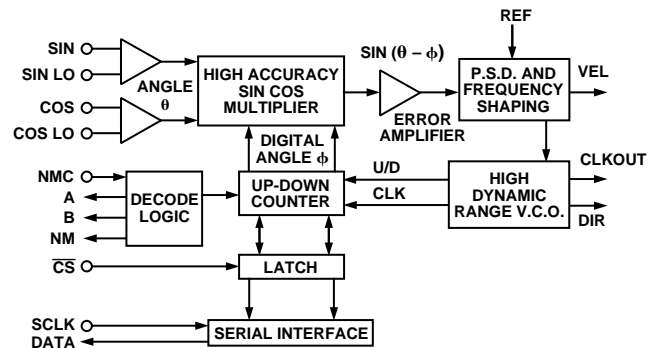 REF
SIN
SIN LO
COS
COS LO
ANGLE
θ
HIGH ACCURACY
SIN COS
MULTIPLIER
SIN (θ – ϕ)
ERROR
AMPLIFIER
P.S.D. AND
FREQUENCY
SHAPING
VEL
DIGITAL
ANGLE ϕ
NMC
A
B
NM
DECODE
LOGIC
UP-DOWN
COUNTER
U/D
CLK
HIGH
DYNAMIC
RANGE V.C.O.
CLKOUT
DIR
C̅S̅
LATCH
SCLK
DATA
SERIAL INTERFACE